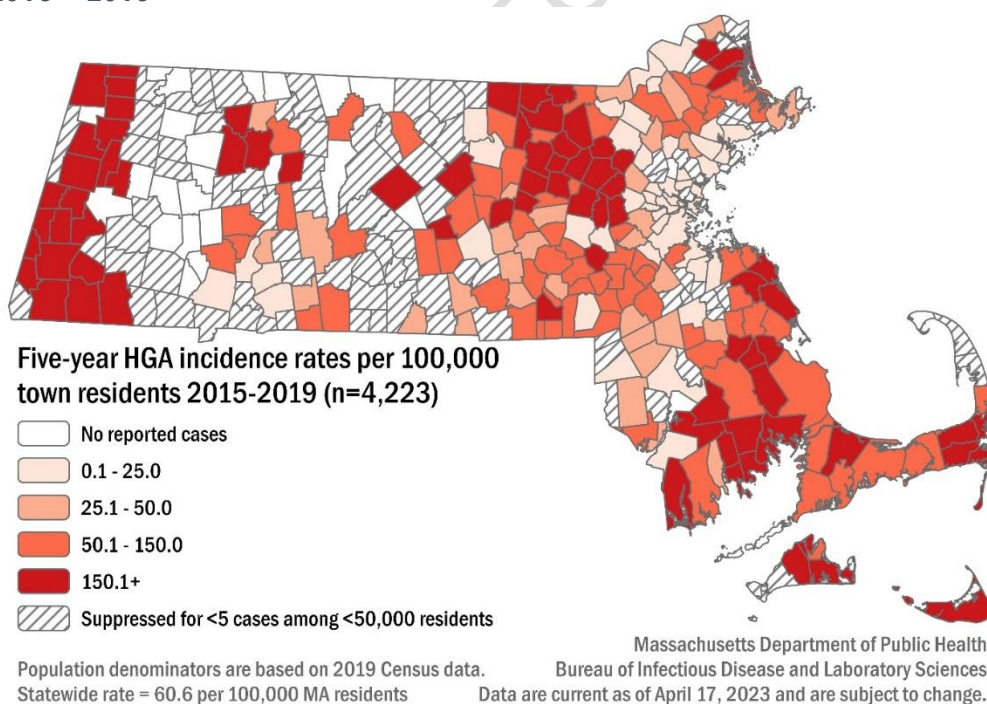 Five-year HGA incidence rates per 100,000
town residents 2015-2019 (n=4,223)
No reported cases
0.1 - 25.0
25.1 - 50.0
50.1 - 150.0
150.1+
Suppressed for <5 cases among <50,000 residents
Population denominators are based on 2019 Census data.
Statewide rate = 60.6 per 100,000 MA residents
Massachusetts Department of Public Health
Bureau of Infectious Disease and Laboratory Sciences
Data are current as of April 17, 2023 and are subject to change.